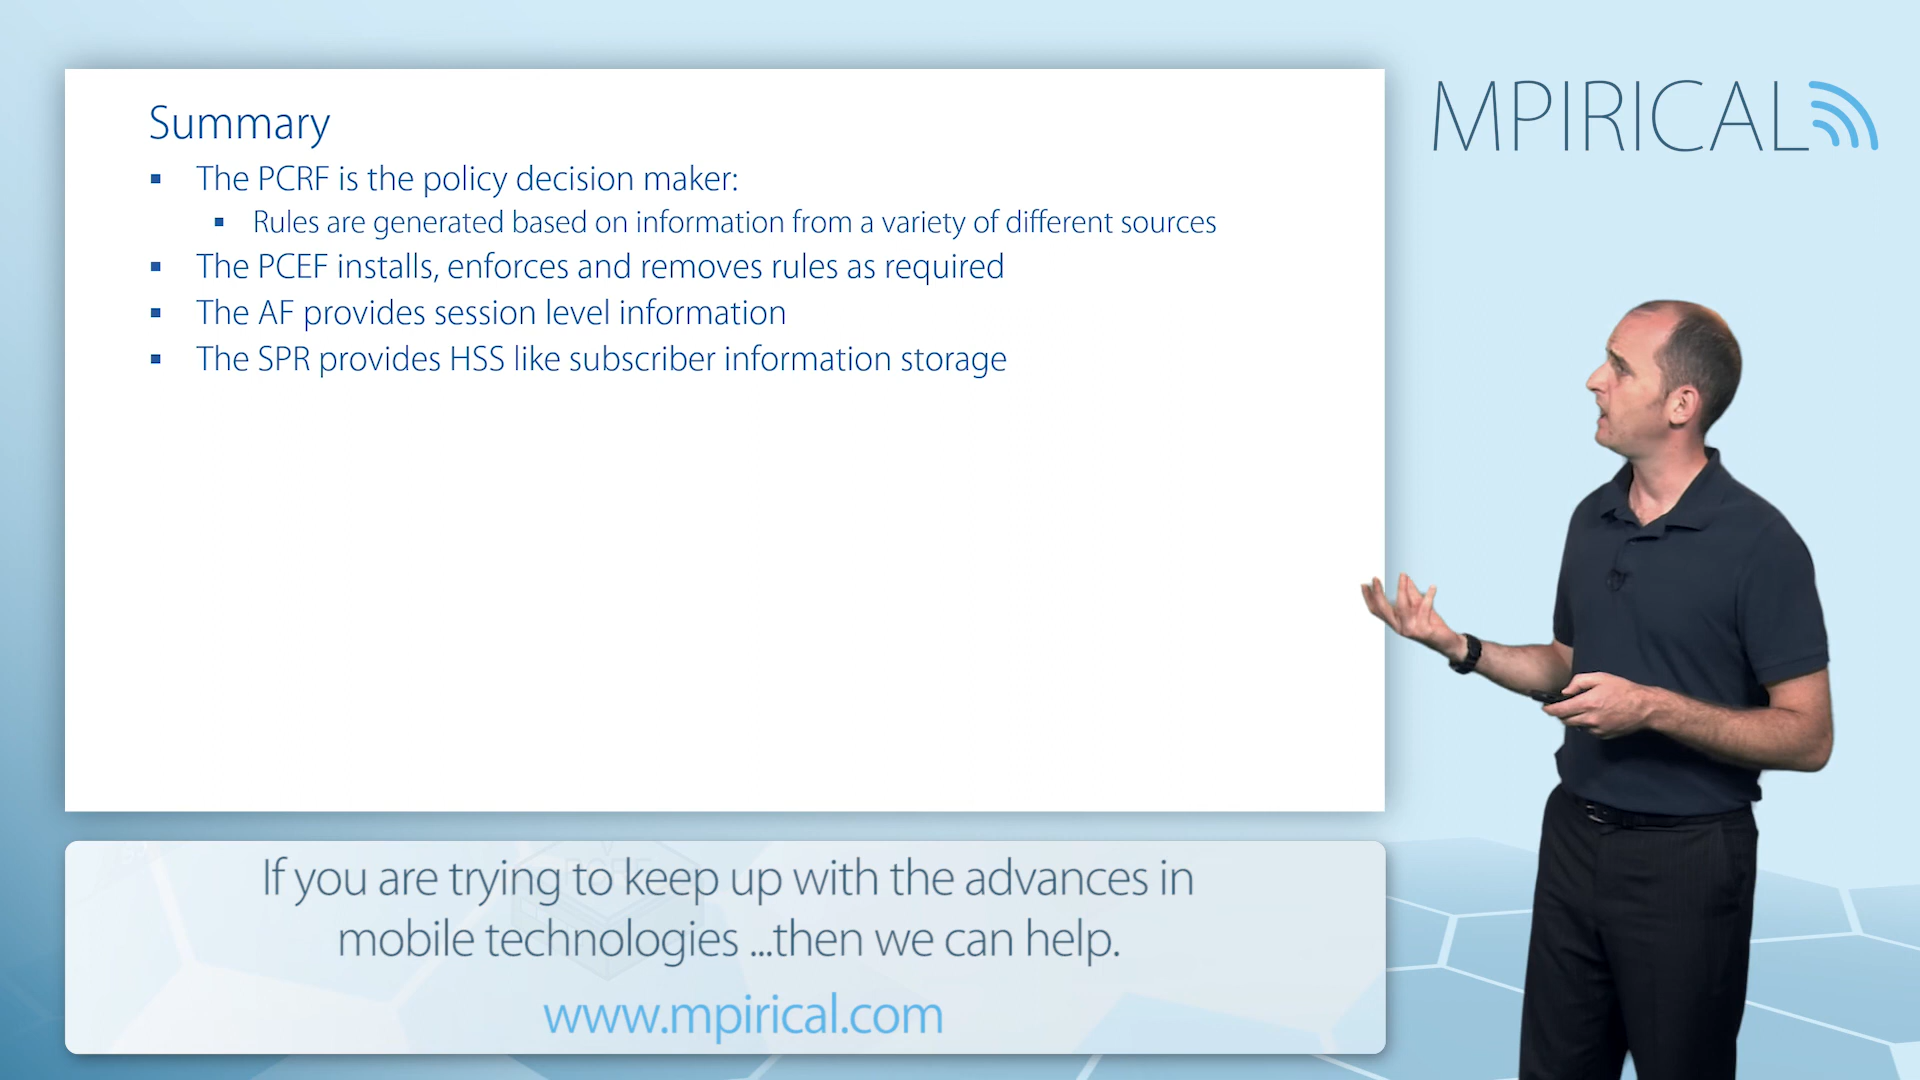 MPIRICAL
Summary
▪ The PCRF is the policy decision maker:
▪ Rules are generated based on information from a variety of different sources
▪ The PCEF installs, enforces and removes rules as required
▪ The AF provides session level information
▪ The SPR provides HSS like subscriber information storage
If you are trying to keep up with the advances in
mobile technologies ...then we can help.
www.mpirical.com